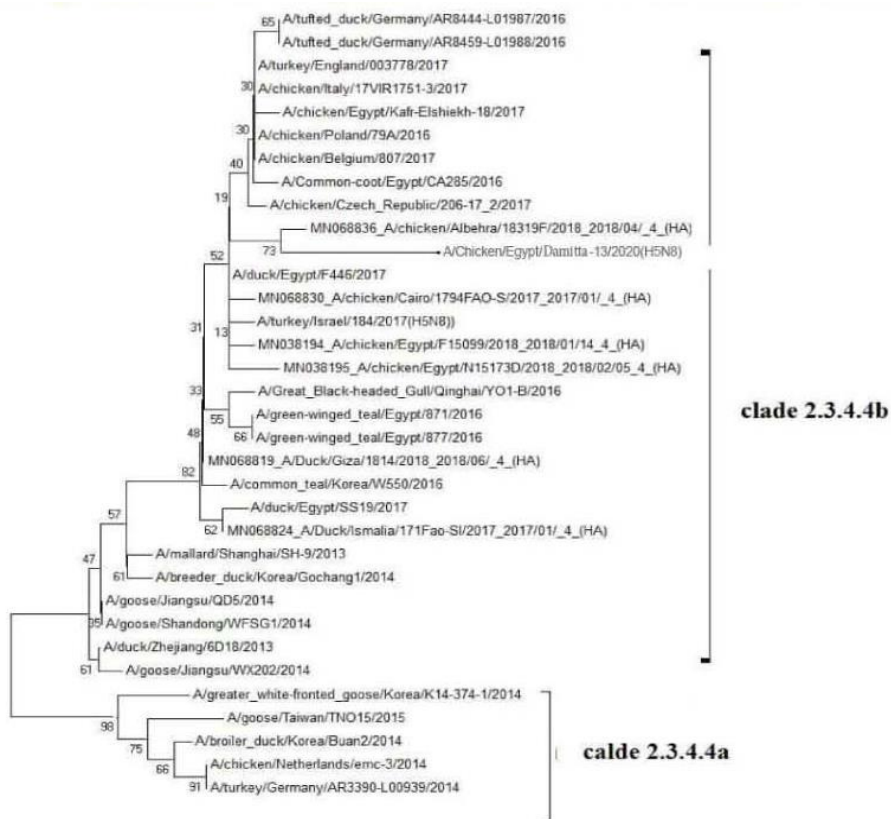 65
A/tufted_duck/Germany/AR8444-L01987/2016
A/tufted_duck/Germany/AR8459-L01988/2016
A/turkey/England/003778/2017
30
A/chicken/Italy/17VIR1751-3/2017
A/chicken/Egypt/Kafr-Elshiekh-18/2017
30
A/chicken/Poland/79A/2016
A/chicken/Belgium/807/2017
40
A/Common-coot/Egypt/CA285/2016
19
A/chicken/Czech_Republic/206-17_2/2017
MN068836_A/chicken/Albehra/18319F/2018_2018/04/_4_(HA)
73
A/Chicken/Egypt/Damitta-13/2020(H5N8)
52
A/duck/Egypt/F446/2017
MN068830_A/chicken/Cairo/1794FAO-S/2017_2017/01/_4_(HA)
31
13
A/turkey/Israel/184/2017(H5N8))
MN038194_A/chicken/Egypt/F15099/2018_2018/01/14_4_(HA)
MN038195_A/chicken/Egypt/N15173D/2018_2018/02/05_4_(HA)
33
A/Great_Black-headed_Gull/Qinghai/YO1-B/2016
55
A/green-winged_teal/Egypt/871/2016
66
A/green-winged_teal/Egypt/877/2016
48
MN068819_A/Duck/Giza/1814/2018_2018/06/_4_(HA)
82
A/common_teal/Korea/W550/2016
A/duck/Egypt/SS19/2017
62
MN068824_A/Duck/Ismalia/171Fao-SI/2017_2017/01/_4_(HA)
57
A/mallard/Shanghai/SH-9/2013
47
61
A/breeder_duck/Korea/Gochang1/2014
A/goose/Jiangsu/QD5/2014
35
A/goose/Shandong/WFSG1/2014
A/duck/Zhejiang/6D18/2013
61
A/goose/Jiangsu/WX202/2014
A/greater_white-fronted_goose/Korea/K14-374-1/2014
98
A/goose/Taiwan/TNO15/2015
75
A/broiler_duck/Korea/Buan2/2014
66
A/chicken/Netherlands/emc-3/2014
91
A/turkey/Germany/AR3390-L00939/2014
clade 2.3.4.4b
calde 2.3.4.4a